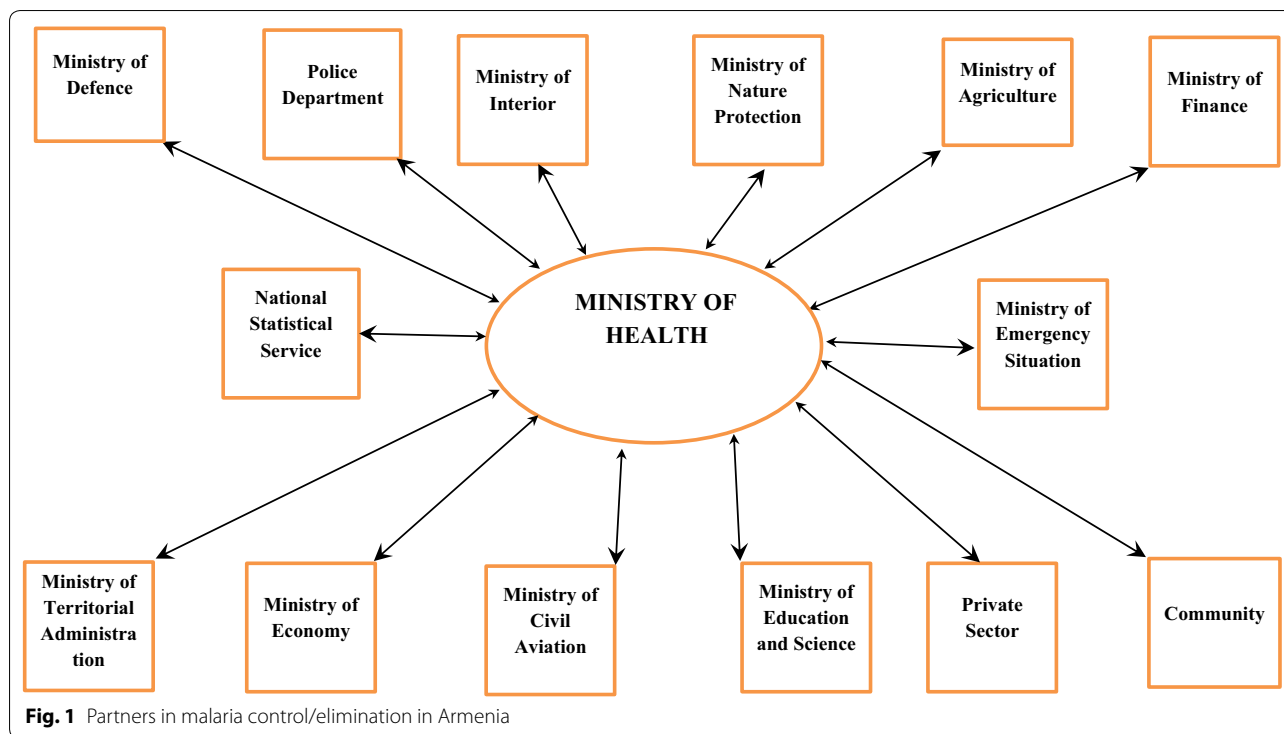 Ministry of
Defence
Police
Department
Ministry of
Interior
Ministry of
Nature
Protection
Ministry of
Agriculture
Ministry of
Finance
National
Statistical
Service
MINISTRY OF
HEALTH
Ministry of
Emergency
Situation
Ministry of
Territorial
Administra
tion
Ministry of
Economy
Ministry of
Civil
Aviation
Ministry of
Education
and Science
Private
Sector
Community
Fig. 1 Partners in malaria control/elimination in Armenia